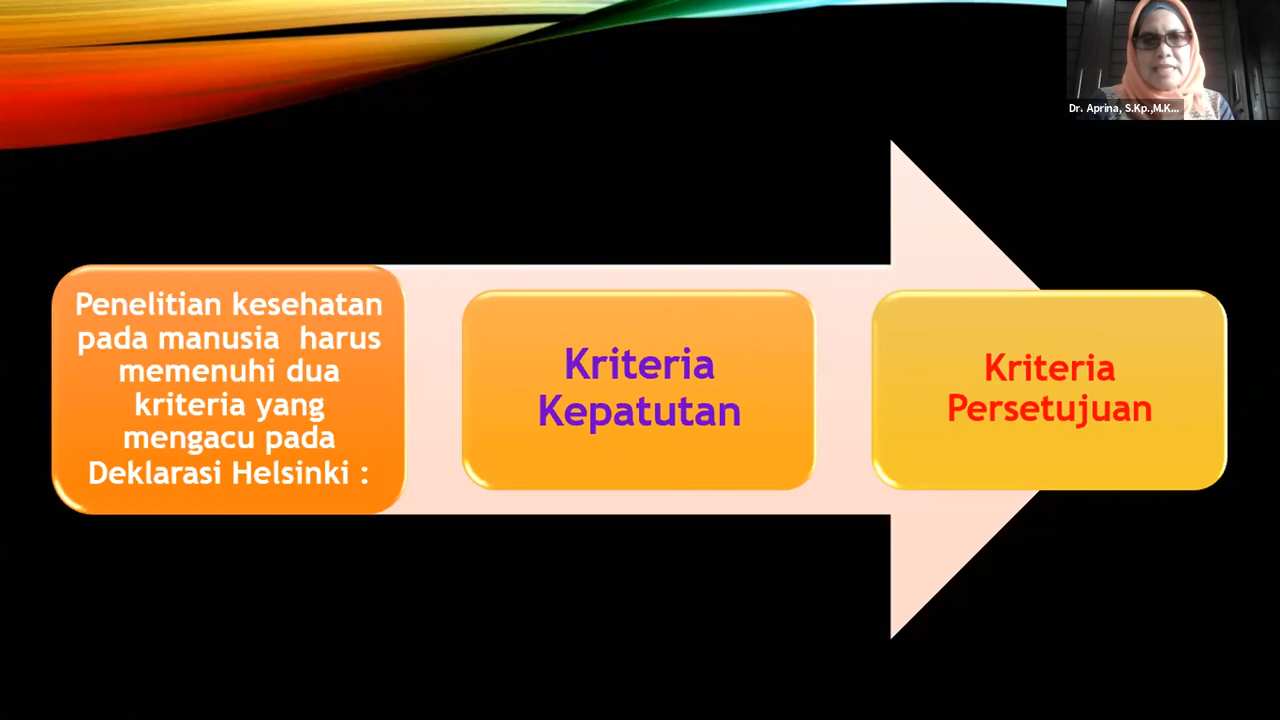 Dr. Aprina, S.Kp.,M.K...
Penelitian kesehatan
pada manusia harus
memenuhi dua
kriteria yang
mengacu pada
Deklarasi Helsinki :
Kriteria
Kepatutan
Kriteria
Persetujuan